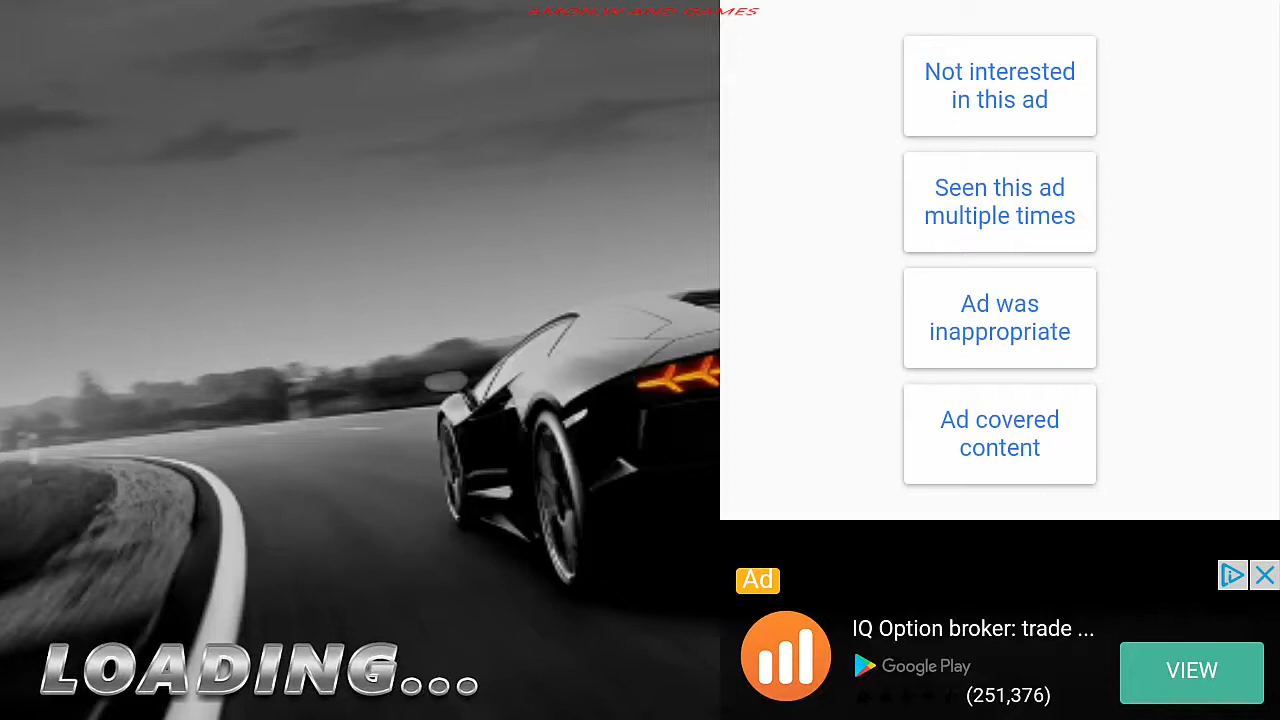 Not interested
in this ad
Seen this ad
multiple times
Ad was
inappropriate
Ad covered
content
LOADING...
Ad
IQ Option broker: trade ...
Google Play
(251,376)
VIEW